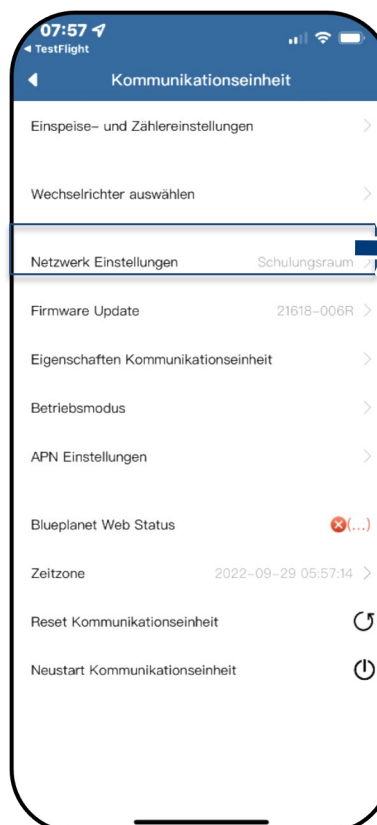 07:57
◀ TestFlight
Kommunikationseinheit
Einspeise- und Zählereinstellungen
Wechselrichter auswählen
Netzwerk Einstellungen Schulungsraum
Firmware Update 21618-006R
Eigenschaften Kommunikationseinheit
Betriebsmodus
APN Einstellungen
Blueplanet Web Status (...)
Zeitzone 2022-09-29 05:57:14
Reset Kommunikationseinheit
Neustart Kommunikationseinheit